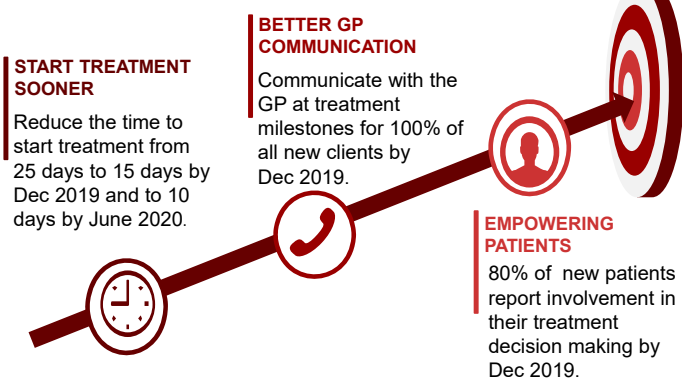 START TREATMENT
SOONER
Reduce the time to
start treatment from
25 days to 15 days by
Dec 2019 and to 10
days by June 2020.
BETTER GP
COMMUNICATION
Communicate with the
GP at treatment
milestones for 100% of
all new clients by
Dec 2019.
EMPOWERING
PATIENTS
80% of  new patients
report involvement in
their treatment
decision making by
Dec 2019.